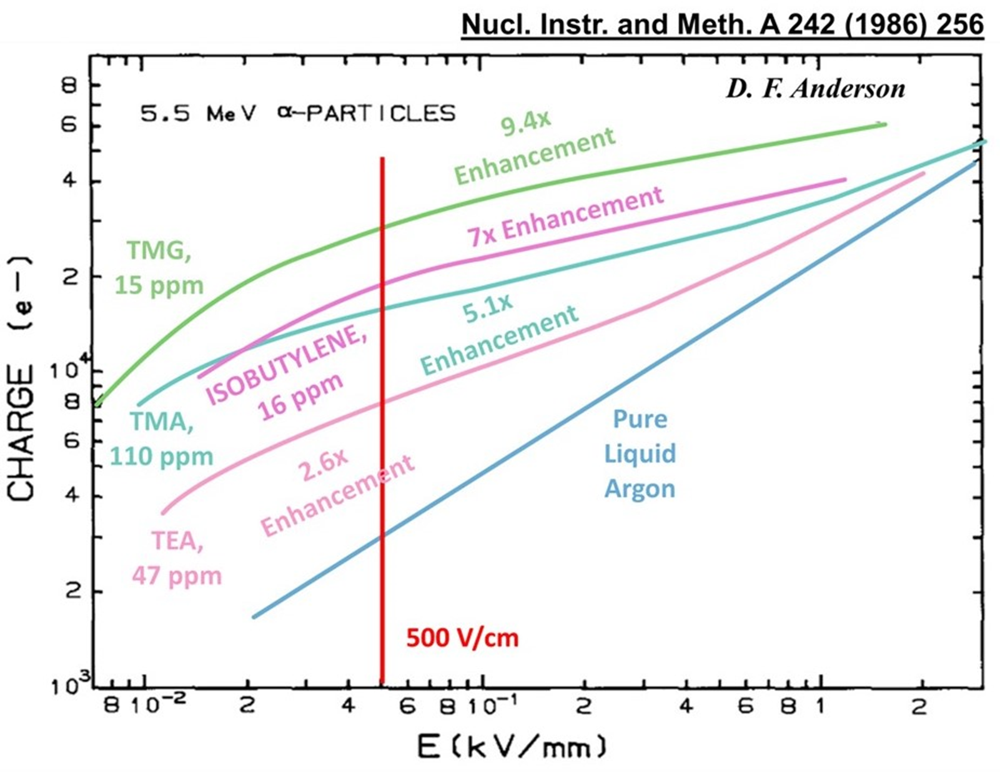 Nucl. Instr. and Meth. A 242 (1986) 256
D. F. Anderson
5.5 MeV α-PARTICLES
9.4x
Enhancement
7x Enhancement
TMG,
15 ppm
5.1x
Enhancement
ISOBUTYLENE,
16 ppm
TMA,
110 ppm
2.6x
Enhancement
Pure
Liquid
Argon
TEA,
47 ppm
500 V/cm
CHARGE (e-)
8
6
4
2
10⁴
8
6
4
2
10³
8 10⁻² 2 4 6 8 10⁻¹ 2 4 6 8 1 2
E (kV/mm)